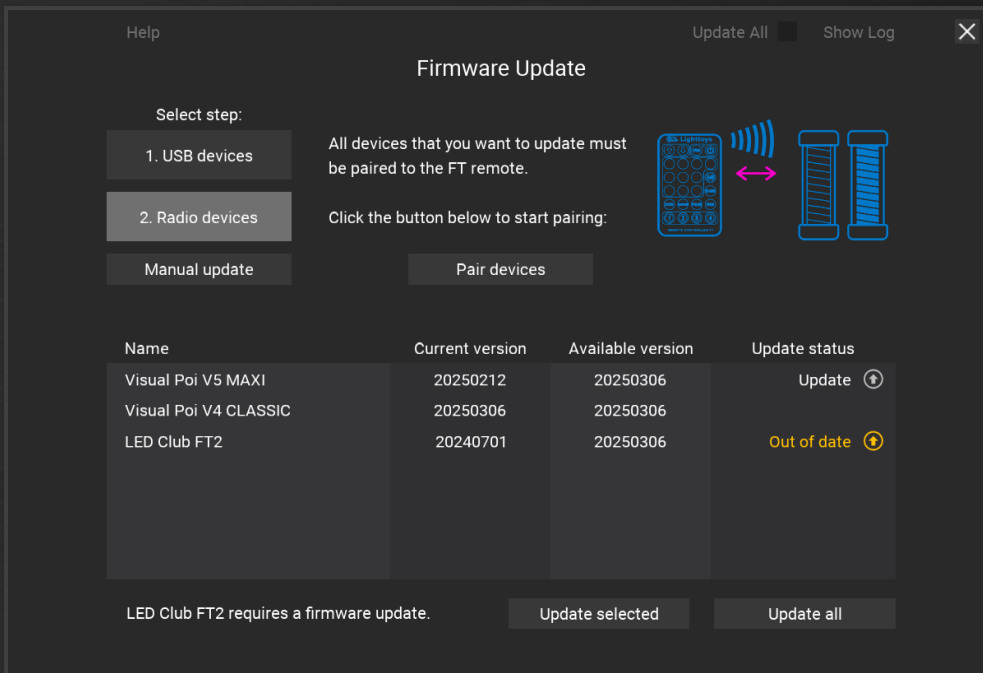 Help
Update All
Show Log
Firmware Update
Select step:
1. USB devices
2. Radio devices
Manual update
All devices that you want to update must
be paired to the FT remote.
Click the button below to start pairing:
Pair devices
Lighttoys
Name Current version Available version Update status
Visual Poi V5 MAXI 20250212 20250306 Update
Visual Poi V4 CLASSIC 20250306 20250306
LED Club FT2 20240701 20250306 Out of date
LED Club FT2 requires a firmware update.
Update selected
Update all